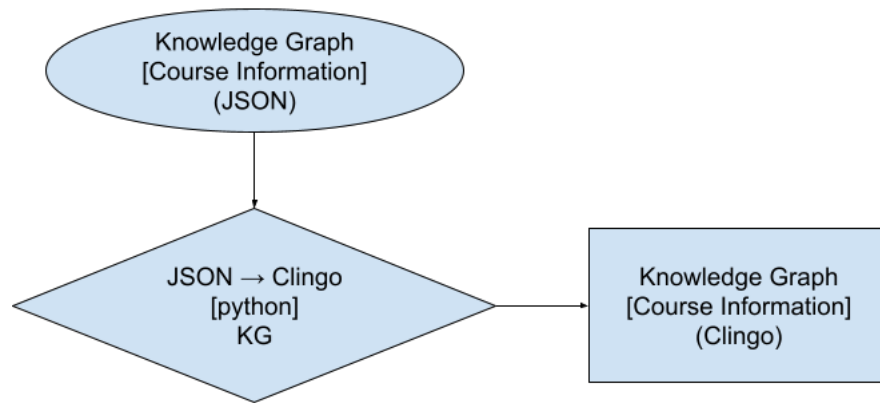 Knowledge Graph
[Course Information]
(JSON)
JSON → Clingo
[python]
KG
Knowledge Graph
[Course Information]
(Clingo)